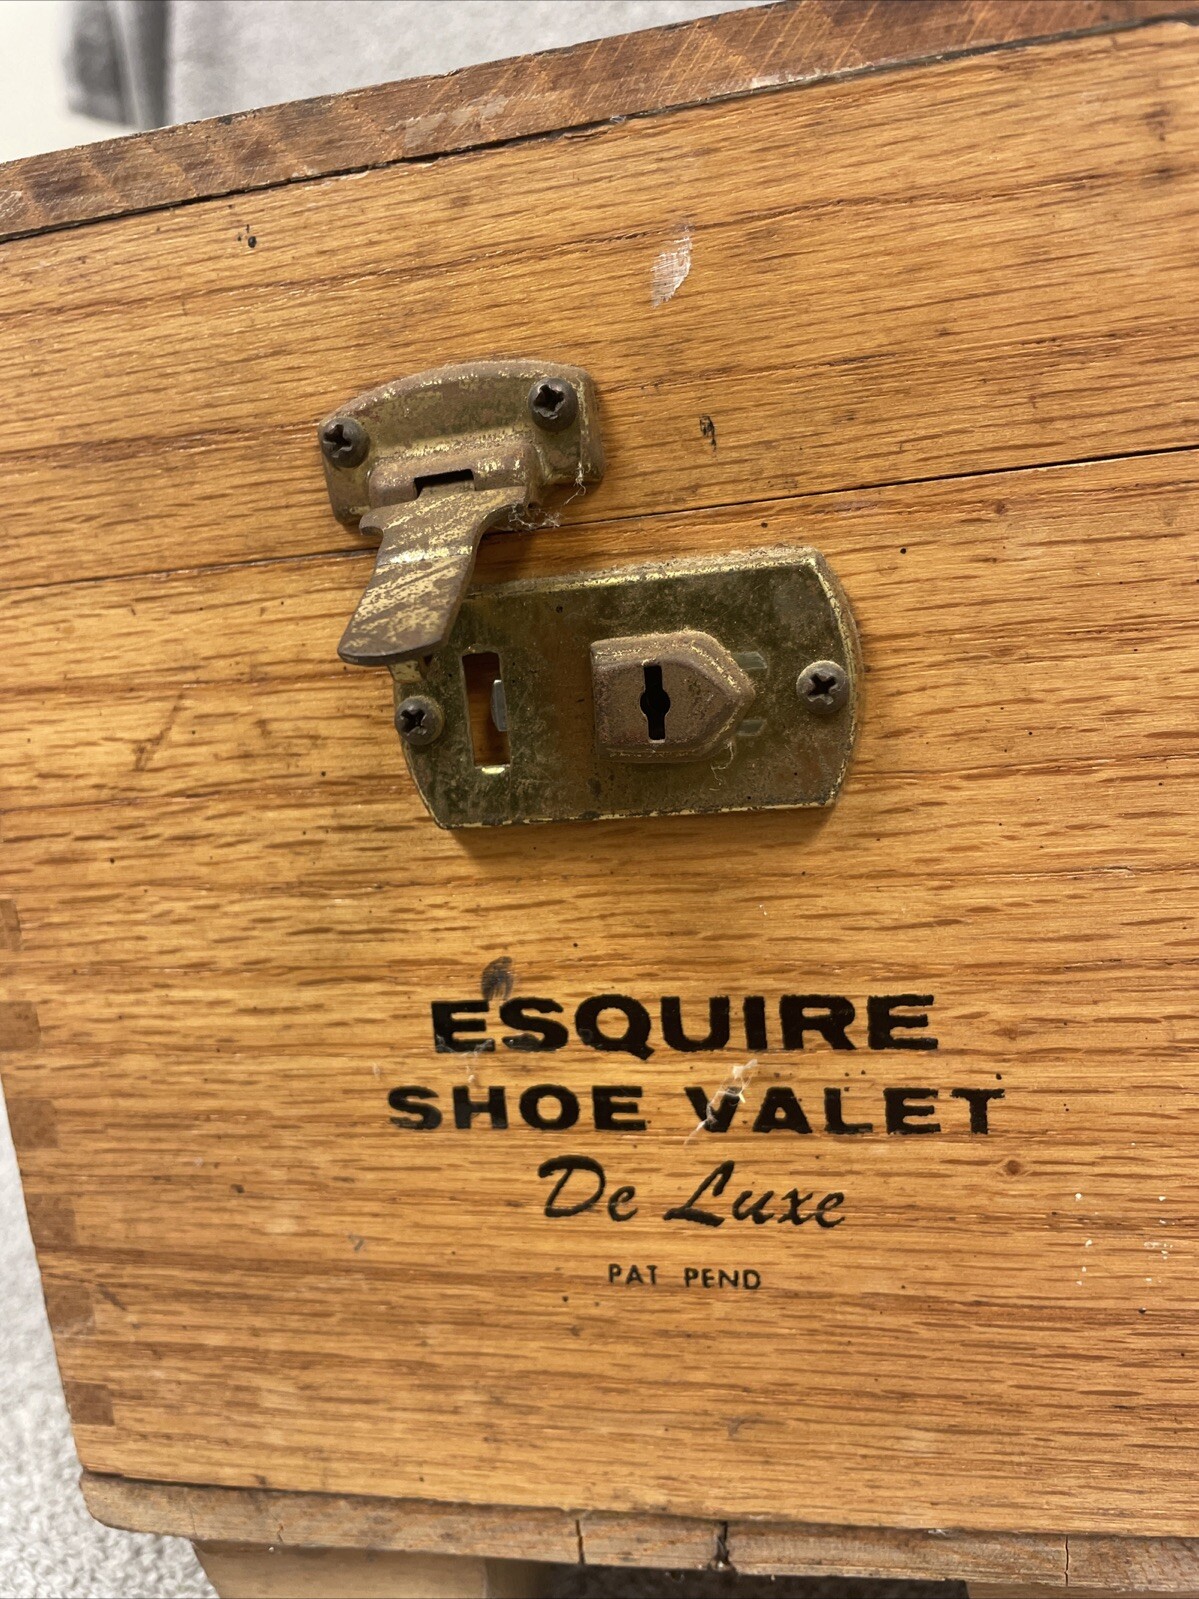 ESQUIRE
SHOE VALET
De Luxe
PAT PEND